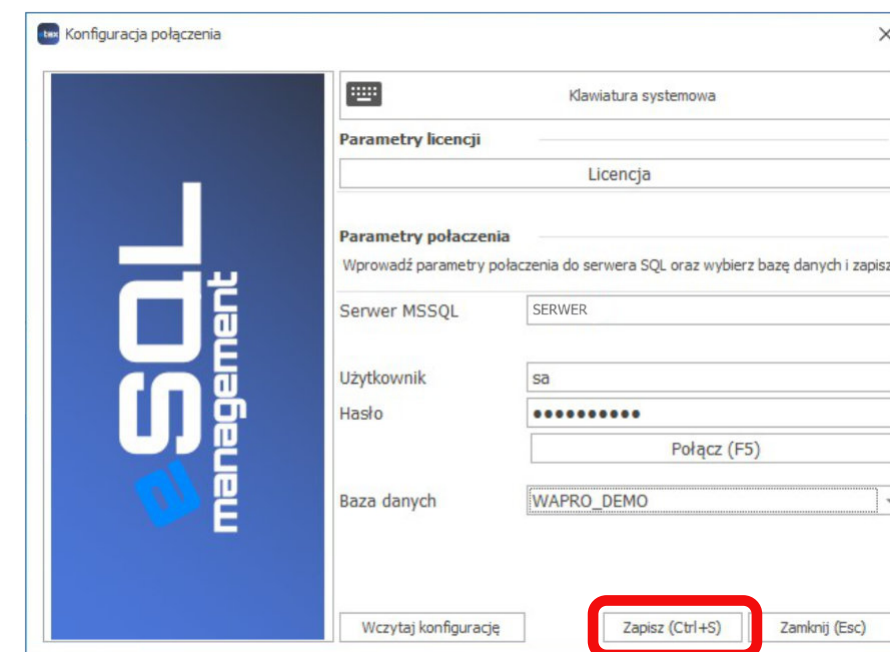 tex Konfiguracja połączenia
eSQL
management
Klawiatura systemowa
Parametry licencji
Licencja
Parametry połaczenia
Wprowadź parametry połaczenia do serwera SQL oraz wybierz bazę danych i zapisz
Serwer MSSQL SERWER
Użytkownik sa
Hasło ●●●●●●●●●●
Połącz (F5)
Baza danych WAPRO_DEMO
Wczytaj konfigurację Zapisz (Ctrl+S) Zamknij (Esc)